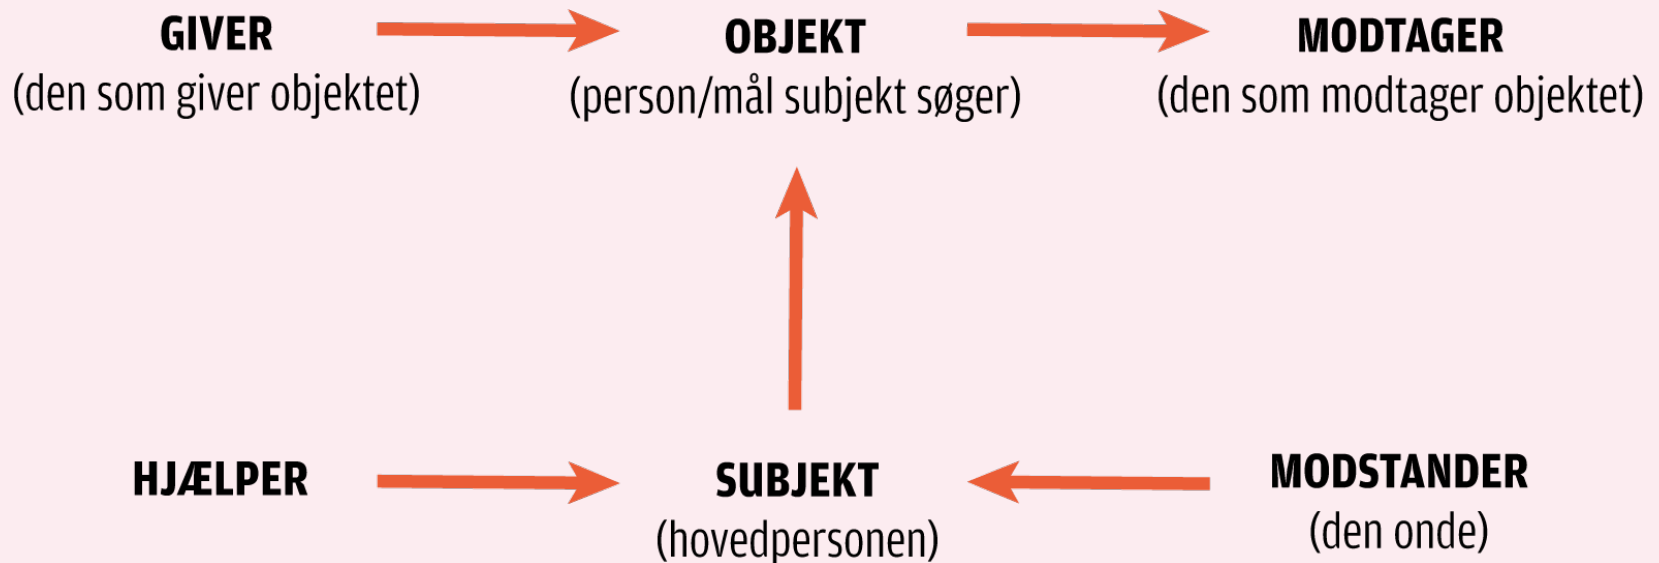 GIVER
(den som giver objektet)
OBJEKT
(person/mål subjekt søger)
MODTAGER
(den som modtager objektet)
HJÆLPER
SUBJEKT
(hovedpersonen)
MODSTANDER
(den onde)